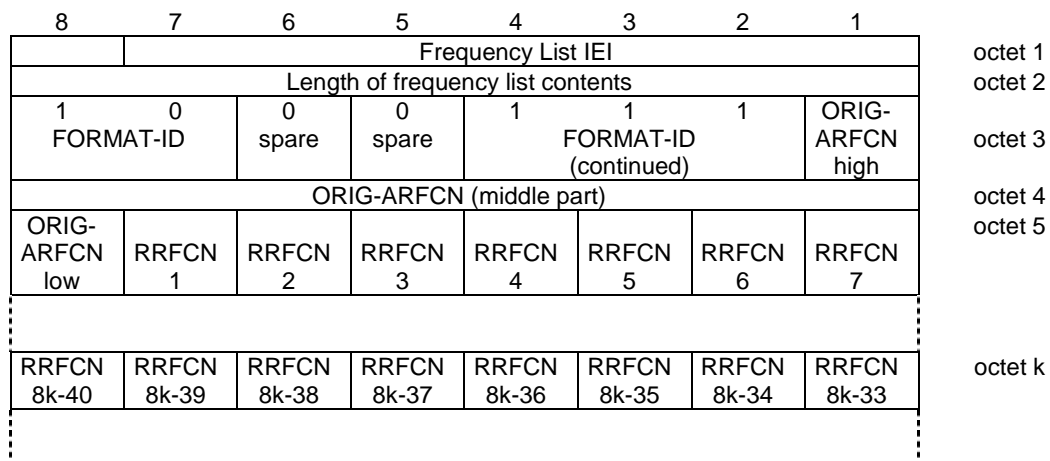 8 7 6 5 4 3 2 1
Frequency List IEI octet 1
Length of frequency list contents octet 2
1 0 0 0 1 1 1 ORIG-
FORMAT-ID spare spare FORMAT-ID ARFCN octet 3
(continued) high
ORIG-ARFCN (middle part) octet 4
ORIG- octet 5
ARFCN RRFCN RRFCN RRFCN RRFCN RRFCN RRFCN RRFCN
low 1 2 3 4 5 6 7
RRFCN RRFCN RRFCN RRFCN RRFCN RRFCN RRFCN RRFCN octet k
8k-40 8k-39 8k-38 8k-37 8k-36 8k-35 8k-34 8k-33